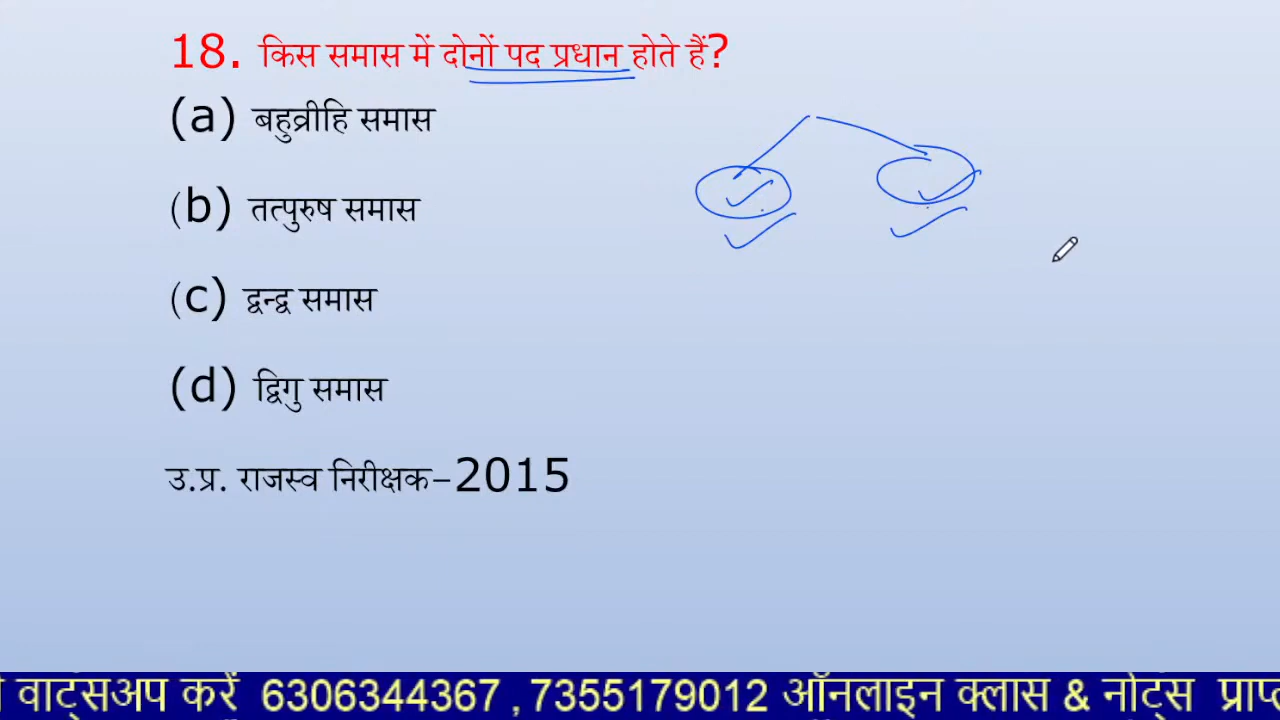 18. किस समास में दोनों पद प्रधान होते हैं?
(a) बहुव्रीहि समास
(b) तत्पुरुष समास
(c) द्वन्द्व समास
(d) द्विगु समास
उ.प्र. राजस्व निरीक्षक–2015
वाट्सअप करें 6306344367 , 7355179012 ऑनलाइन क्लास & नोट्स प्राप्त